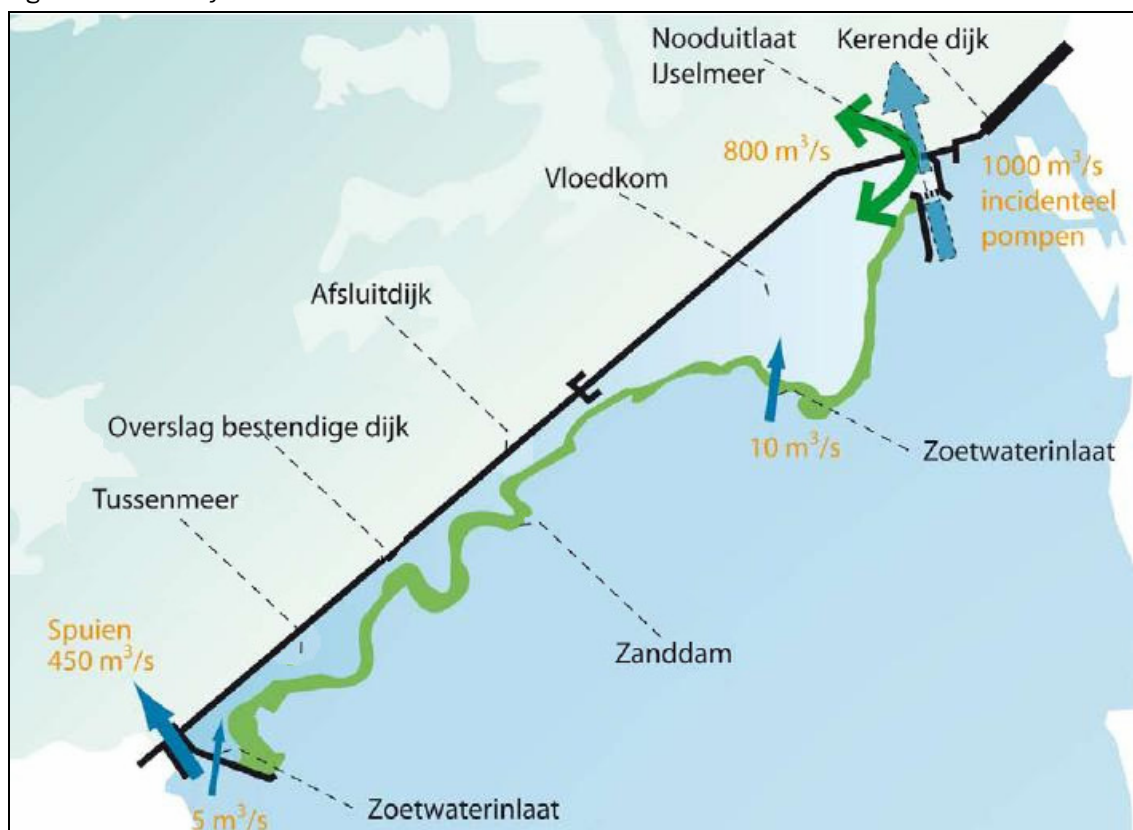 Nooduitlaat
IJselmeer
Kerende dijk
800 m³/s
1000 m³/s
incidenteel
pompen
Vloedkom
Afsluitdijk
Overslag bestendige dijk
10 m³/s
Zoetwaterinlaat
Tussenmeer
Spuien
450 m³/s
Zanddam
5 m³/s
Zoetwaterinlaat